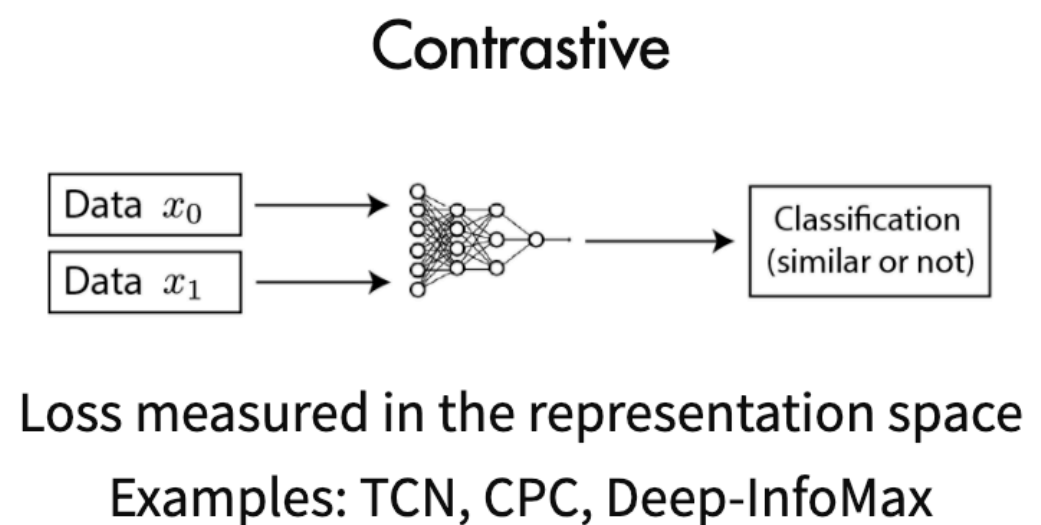 Contrastive
Data x₀
Data x₁
Classification
(similar or not)
Loss measured in the representation space
Examples: TCN, CPC, Deep-InfoMax